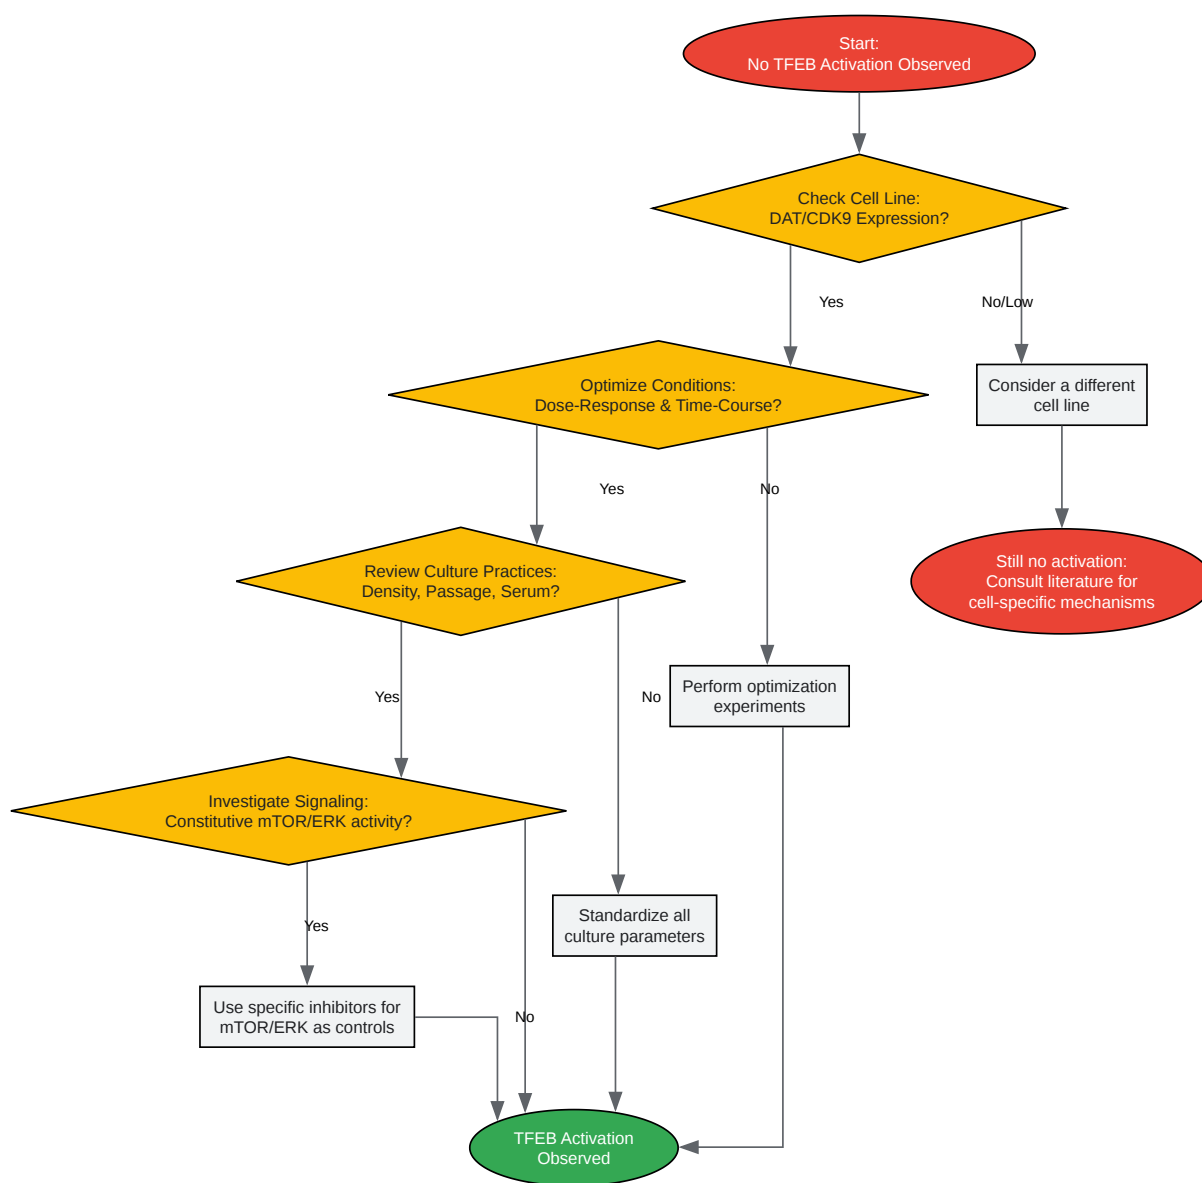 Start:
No TFEB Activation Observed
Check Cell Line:
DAT/CDK9 Expression?
Yes
No/Low
Optimize Conditions:
Dose-Response & Time-Course?
Consider a different
cell line
Yes
No
Review Culture Practices:
Density, Passage, Serum?
Still no activation:
Consult literature for
cell-specific mechanisms
Yes
No
Perform optimization
experiments
Investigate Signaling:
Constitutive mTOR/ERK activity?
Yes
Standardize all
culture parameters
Use specific inhibitors for
mTOR/ERK as controls
No
TFEB Activation
Observed